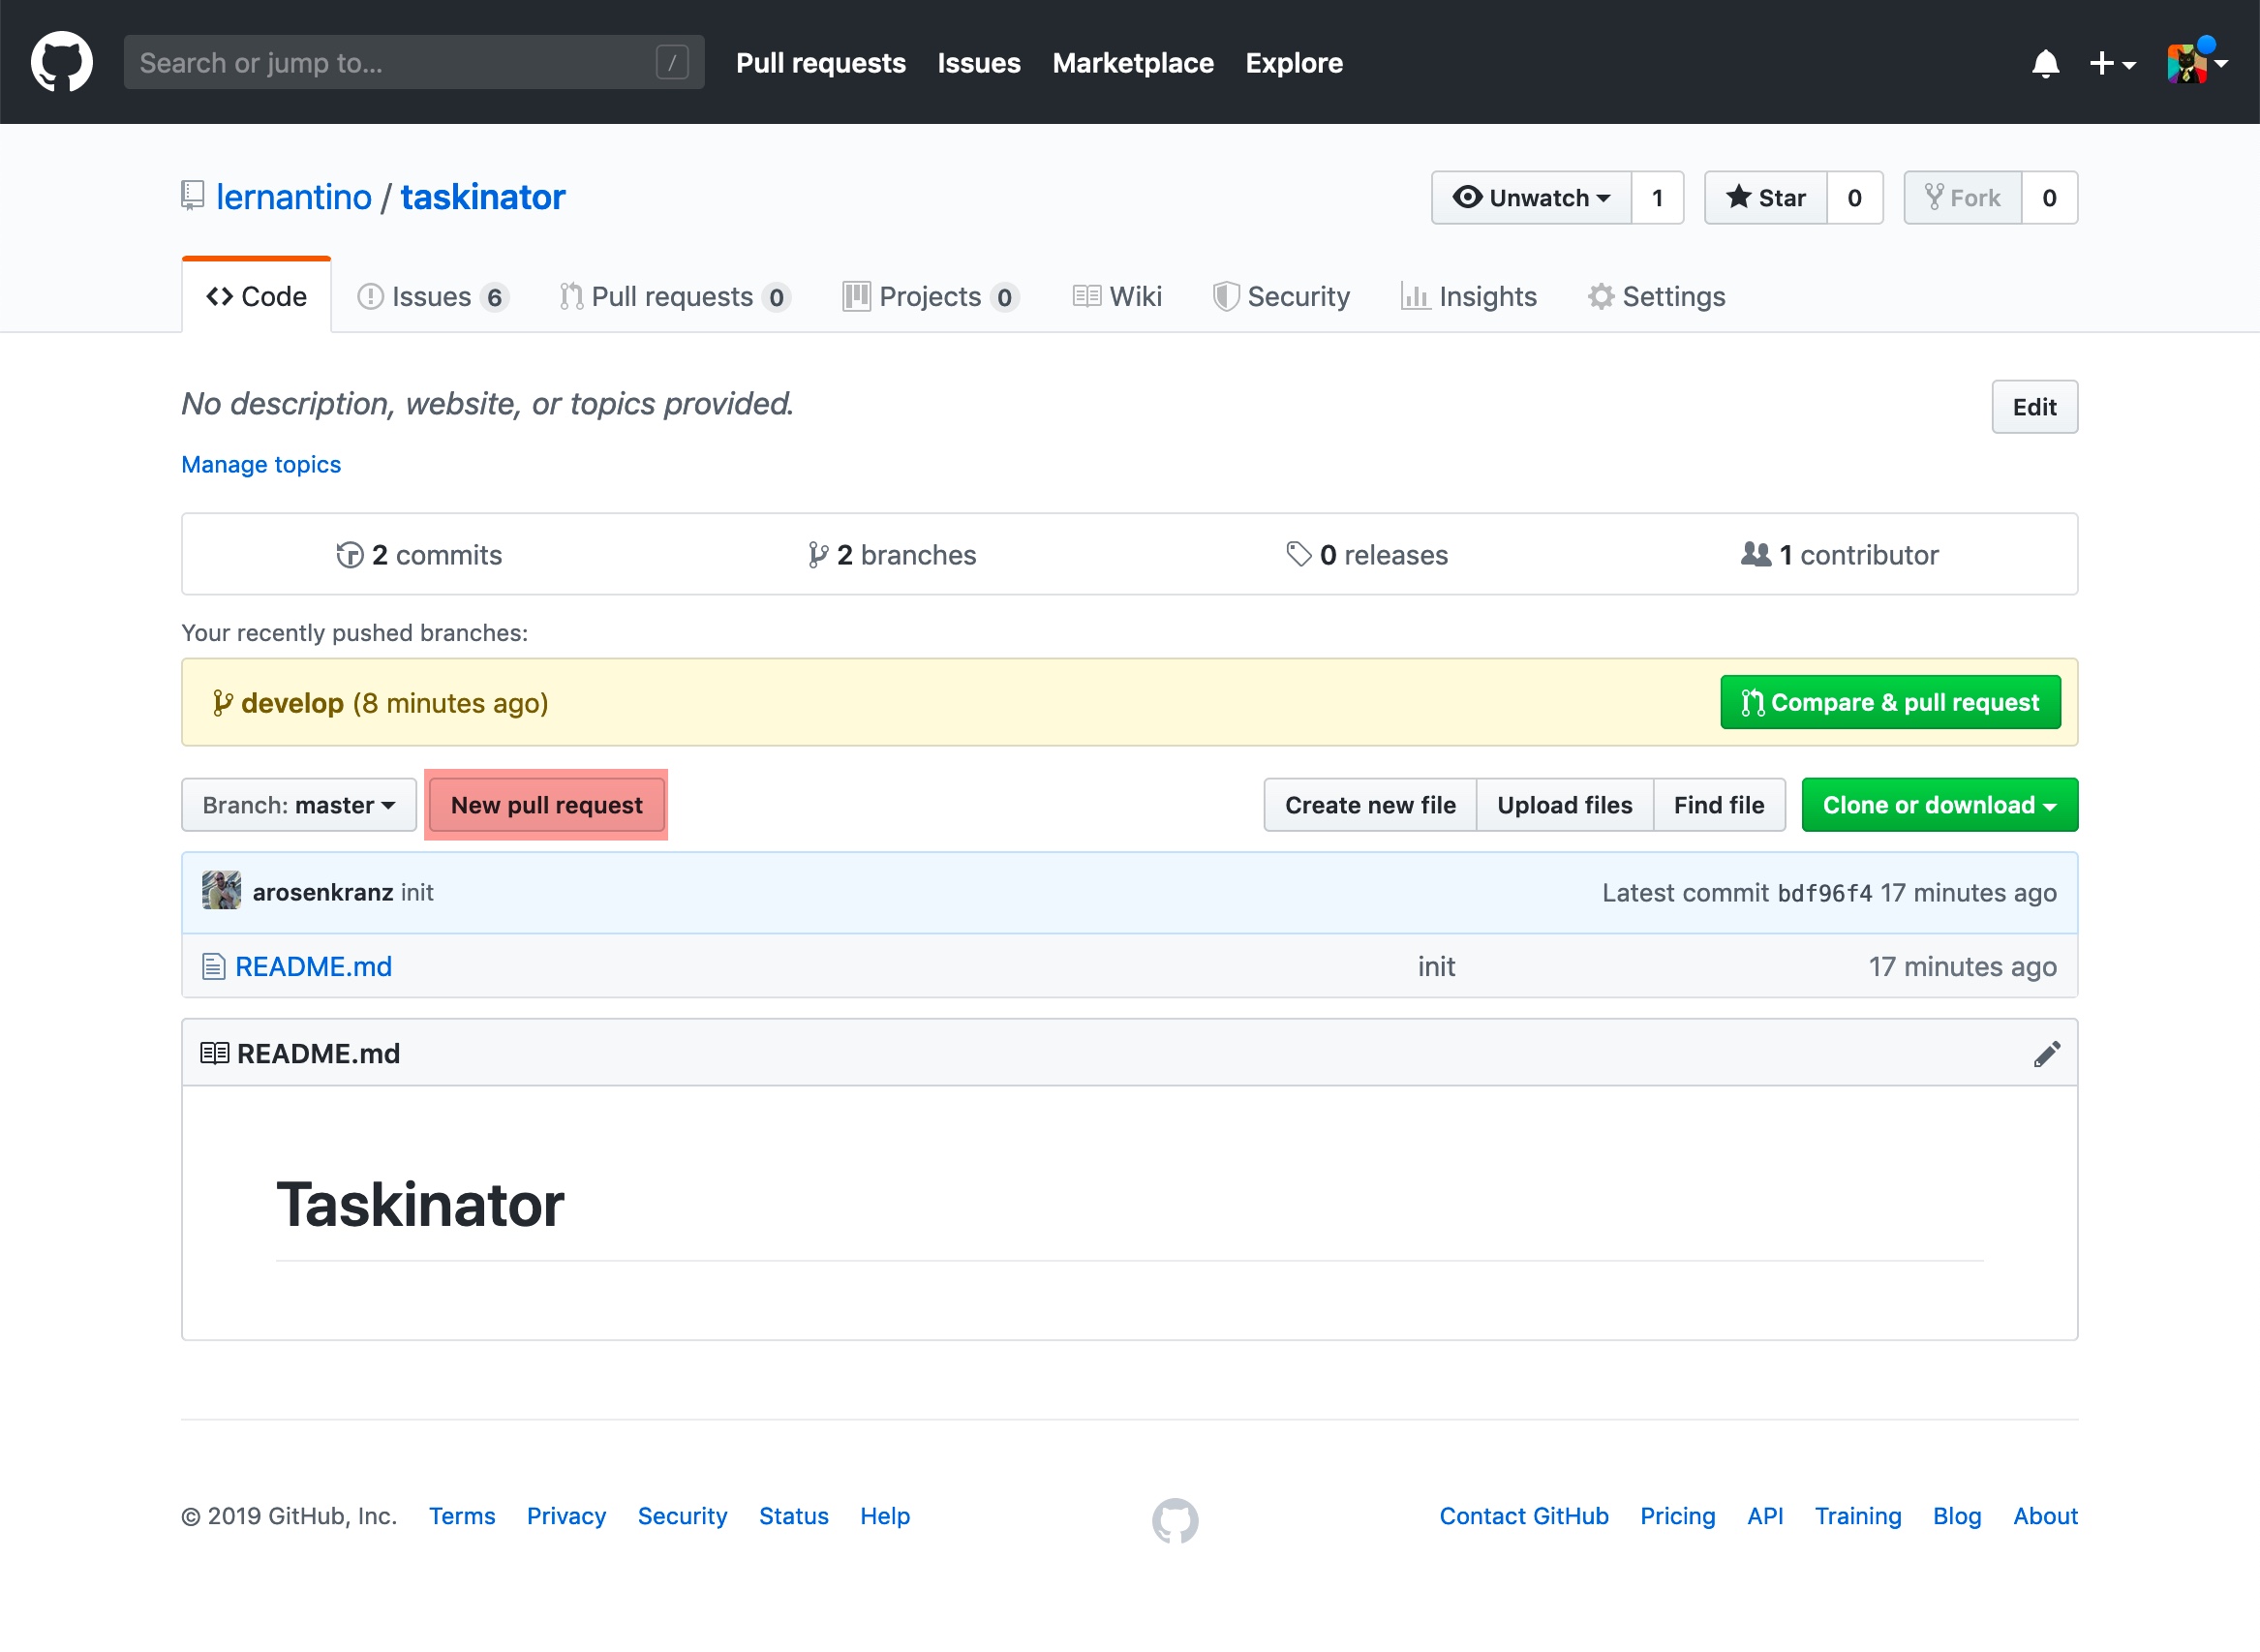 Search or jump to... / Pull requests Issues Marketplace Explore
lernantino / taskinator Unwatch 1 Star 0 Fork 0
Code Issues 6 Pull requests 0 Projects 0 Wiki Security Insights Settings
No description, website, or topics provided. Edit
Manage topics
2 commits 2 branches 0 releases 1 contributor
Your recently pushed branches:
develop (8 minutes ago) Compare & pull request
Branch: master New pull request Create new file Upload files Find file Clone or download
arosenkranz init Latest commit bdf96f4 17 minutes ago
README.md init 17 minutes ago
README.md
Taskinator
© 2019 GitHub, Inc. Terms Privacy Security Status Help Contact GitHub Pricing API Training Blog About